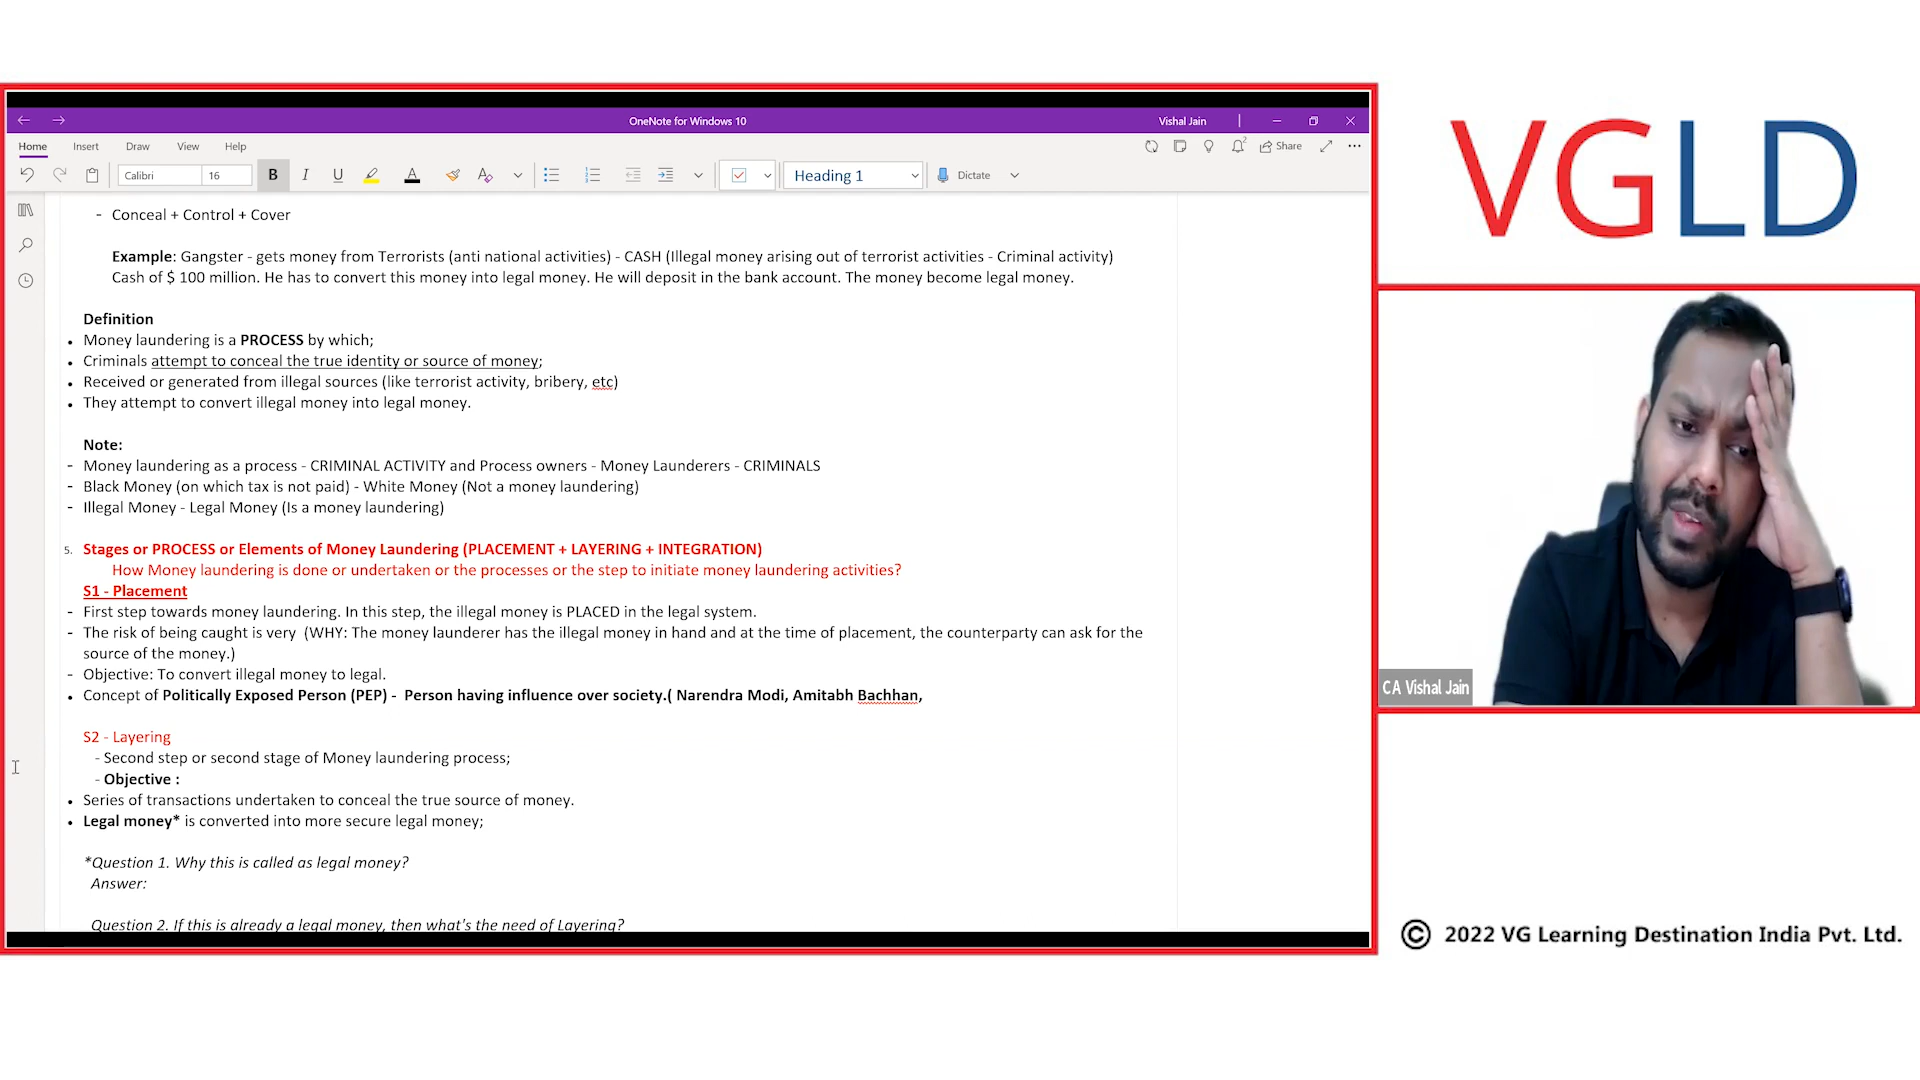 OneNote for Windows 10
Vishal Jain
Home Insert Draw View Help
Share
Calibri 16 B I U A Heading 1 Dictate
- Conceal + Control + Cover
Example: Gangster - gets money from Terrorists (anti national activities) - CASH (Illegal money arising out of terrorist activities - Criminal activity)
Cash of $ 100 million. He has to convert this money into legal money. He will deposit in the bank account. The money become legal money.
Definition
• Money laundering is a PROCESS by which;
• Criminals attempt to conceal the true identity or source of money;
• Received or generated from illegal sources (like terrorist activity, bribery, etc)
• They attempt to convert illegal money into legal money.
Note:
- Money laundering as a process - CRIMINAL ACTIVITY and Process owners - Money Launderers - CRIMINALS
- Black Money (on which tax is not paid) - White Money (Not a money laundering)
- Illegal Money - Legal Money (Is a money laundering)
5. Stages or PROCESS or Elements of Money Laundering (PLACEMENT + LAYERING + INTEGRATION)
How Money laundering is done or undertaken or the processes or the step to initiate money laundering activities?
S1 - Placement
- First step towards money laundering. In this step, the illegal money is PLACED in the legal system.
- The risk of being caught is very (WHY: The money launderer has the illegal money in hand and at the time of placement, the counterparty can ask for the
source of the money.)
- Objective: To convert illegal money to legal.
• Concept of Politically Exposed Person (PEP) - Person having influence over society.( Narendra Modi, Amitabh Bachhan,
S2 - Layering
- Second step or second stage of Money laundering process;
- Objective :
• Series of transactions undertaken to conceal the true source of money.
• Legal money* is converted into more secure legal money;
*Question 1. Why this is called as legal money?
Answer:
Question 2. If this is already a legal money, then what's the need of Layering?
VGLD
CA Vishal Jain
© 2022 VG Learning Destination India Pvt. Ltd.